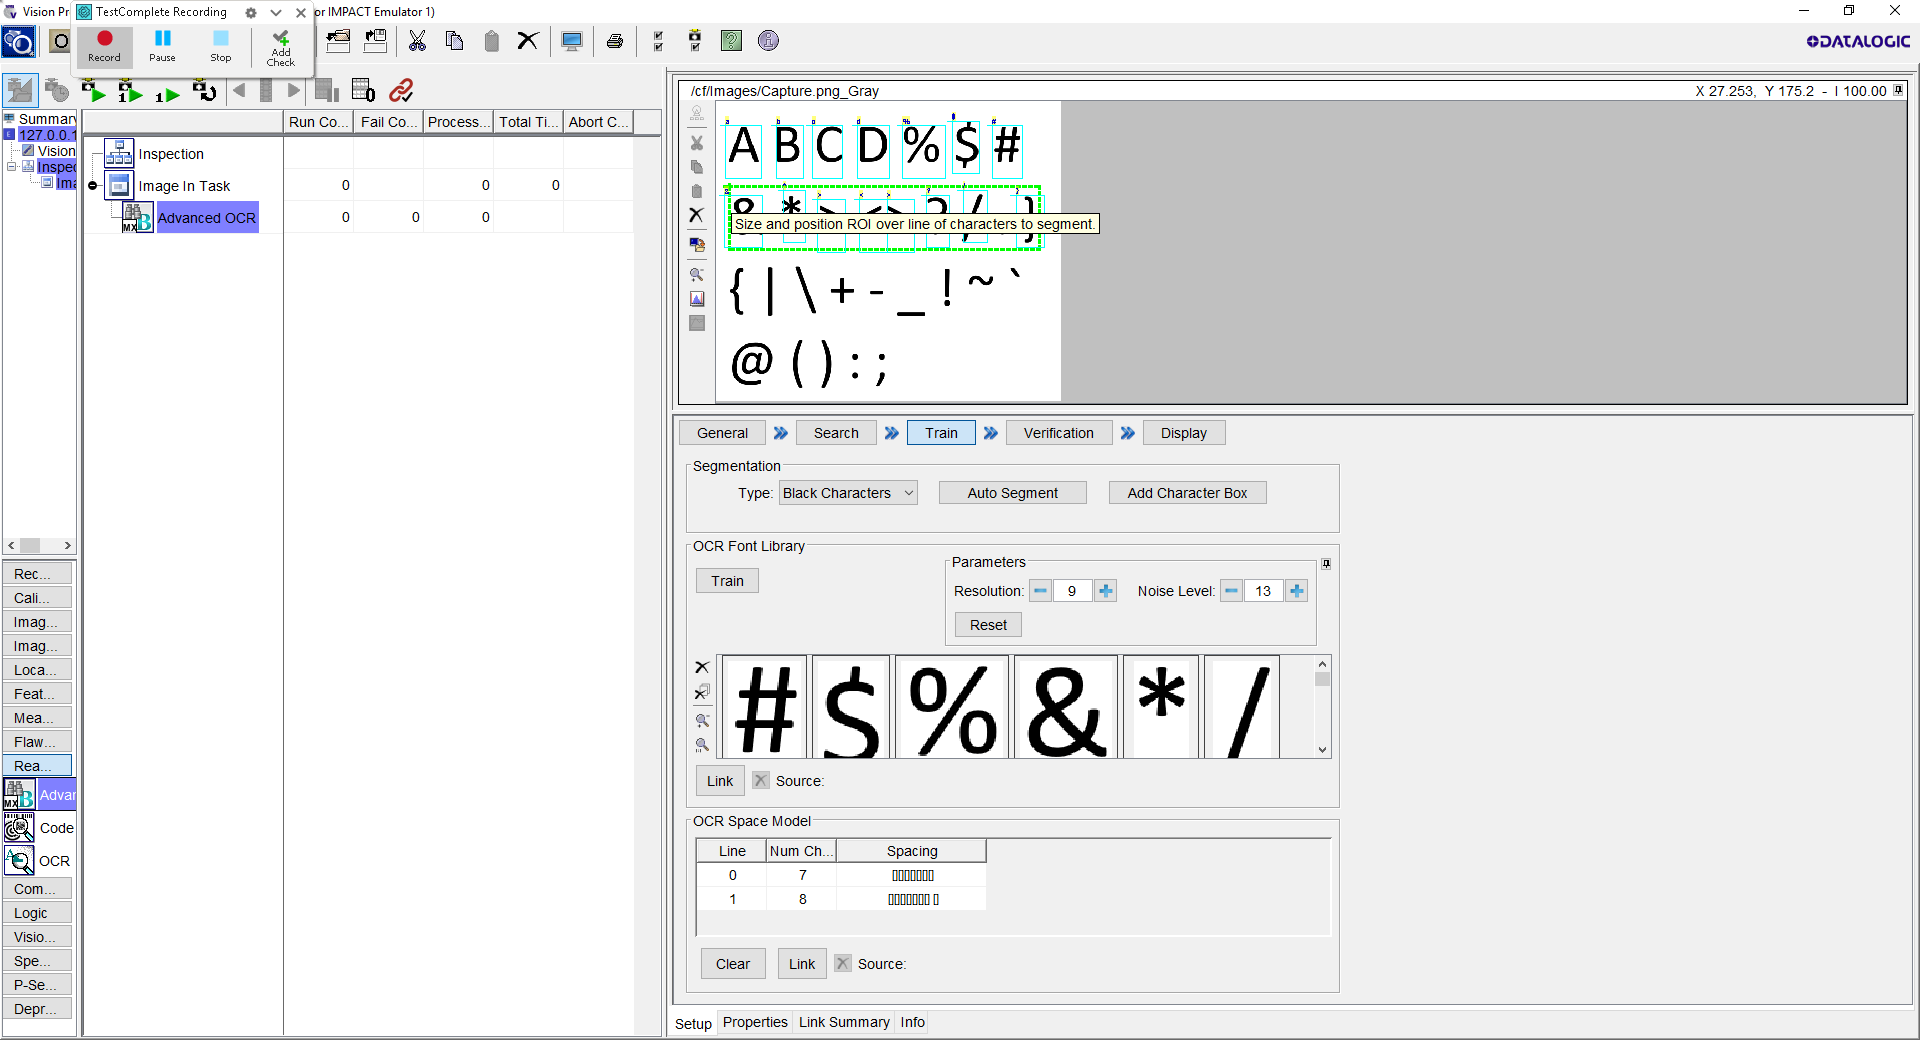 Vision Pr
TestComplete Recording
or IMPACT Emulator 1)
Record
Pause
Stop
Add Check
DATALOGIC
Summary
127.0.0.1
Vision
Inspec
Ima
Run Co...
Fail Co...
Process...
Total Ti...
Abort C...
Inspection
Image In Task
0
0
0
Advanced OCR
0
0
0
Rec...
Cali...
Imag...
Imag...
Loca...
Feat...
Mea...
Flaw...
Rea...
Advar
Code
OCR
Com...
Logic
Visio...
Spe...
P-Se...
Depr...
/cf/Images/Capture.png_Gray
X 27.253, Y 175.2 - I 100.00
A B C D % $ #
Size and position ROI over line of characters to segment.
{ | \ + - _ ! ~ `
@ ( ) : ;
General
Search
Train
Verification
Display
Segmentation
Type:
Black Characters
Auto Segment
Add Character Box
OCR Font Library
Train
Parameters
Resolution:
9
Noise Level:
13
Reset
# $ % & * /
Link
Source:
OCR Space Model
Line
Num Ch...
Spacing
0
7
1
8
Clear
Link
Source:
Setup
Properties
Link Summary
Info